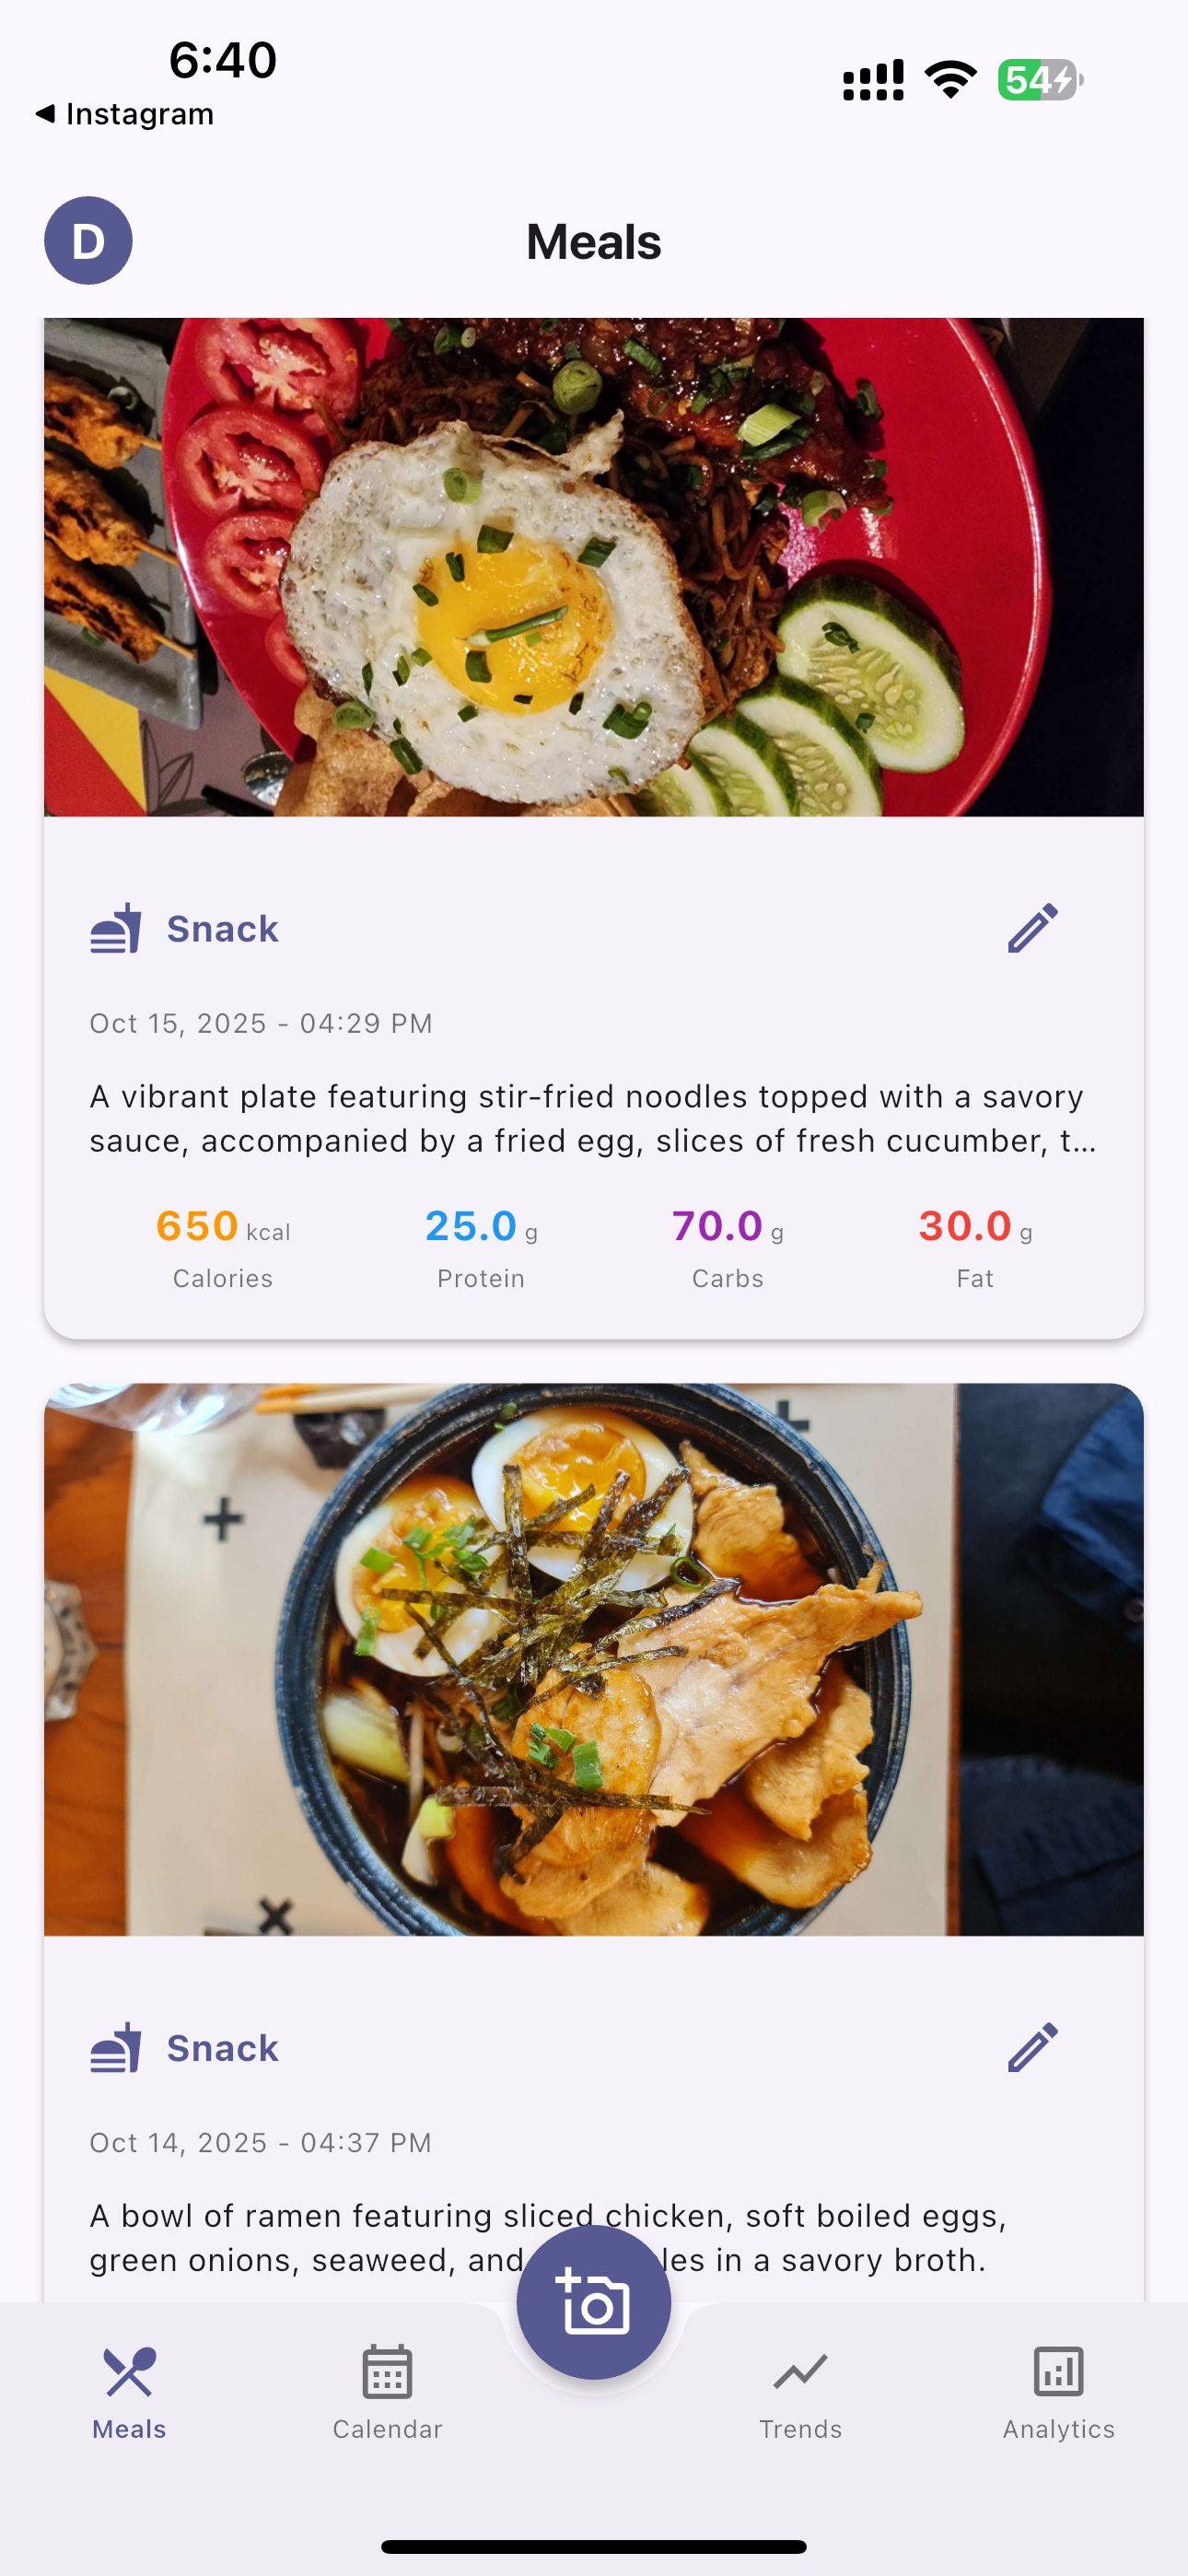 6:40
54
◀ Instagram
D
Meals
Snack
Oct 15, 2025 - 04:29 PM
A vibrant plate featuring stir-fried noodles topped with a savory
sauce, accompanied by a fried egg, slices of fresh cucumber, t...
650 kcal
Calories
25.0 g
Protein
70.0 g
Carbs
30.0 g
Fat
Snack
Oct 14, 2025 - 04:37 PM
A bowl of ramen featuring sliced chicken, soft boiled eggs,
green onions, seaweed, and les in a savory broth.
Meals
Calendar
Trends
Analytics